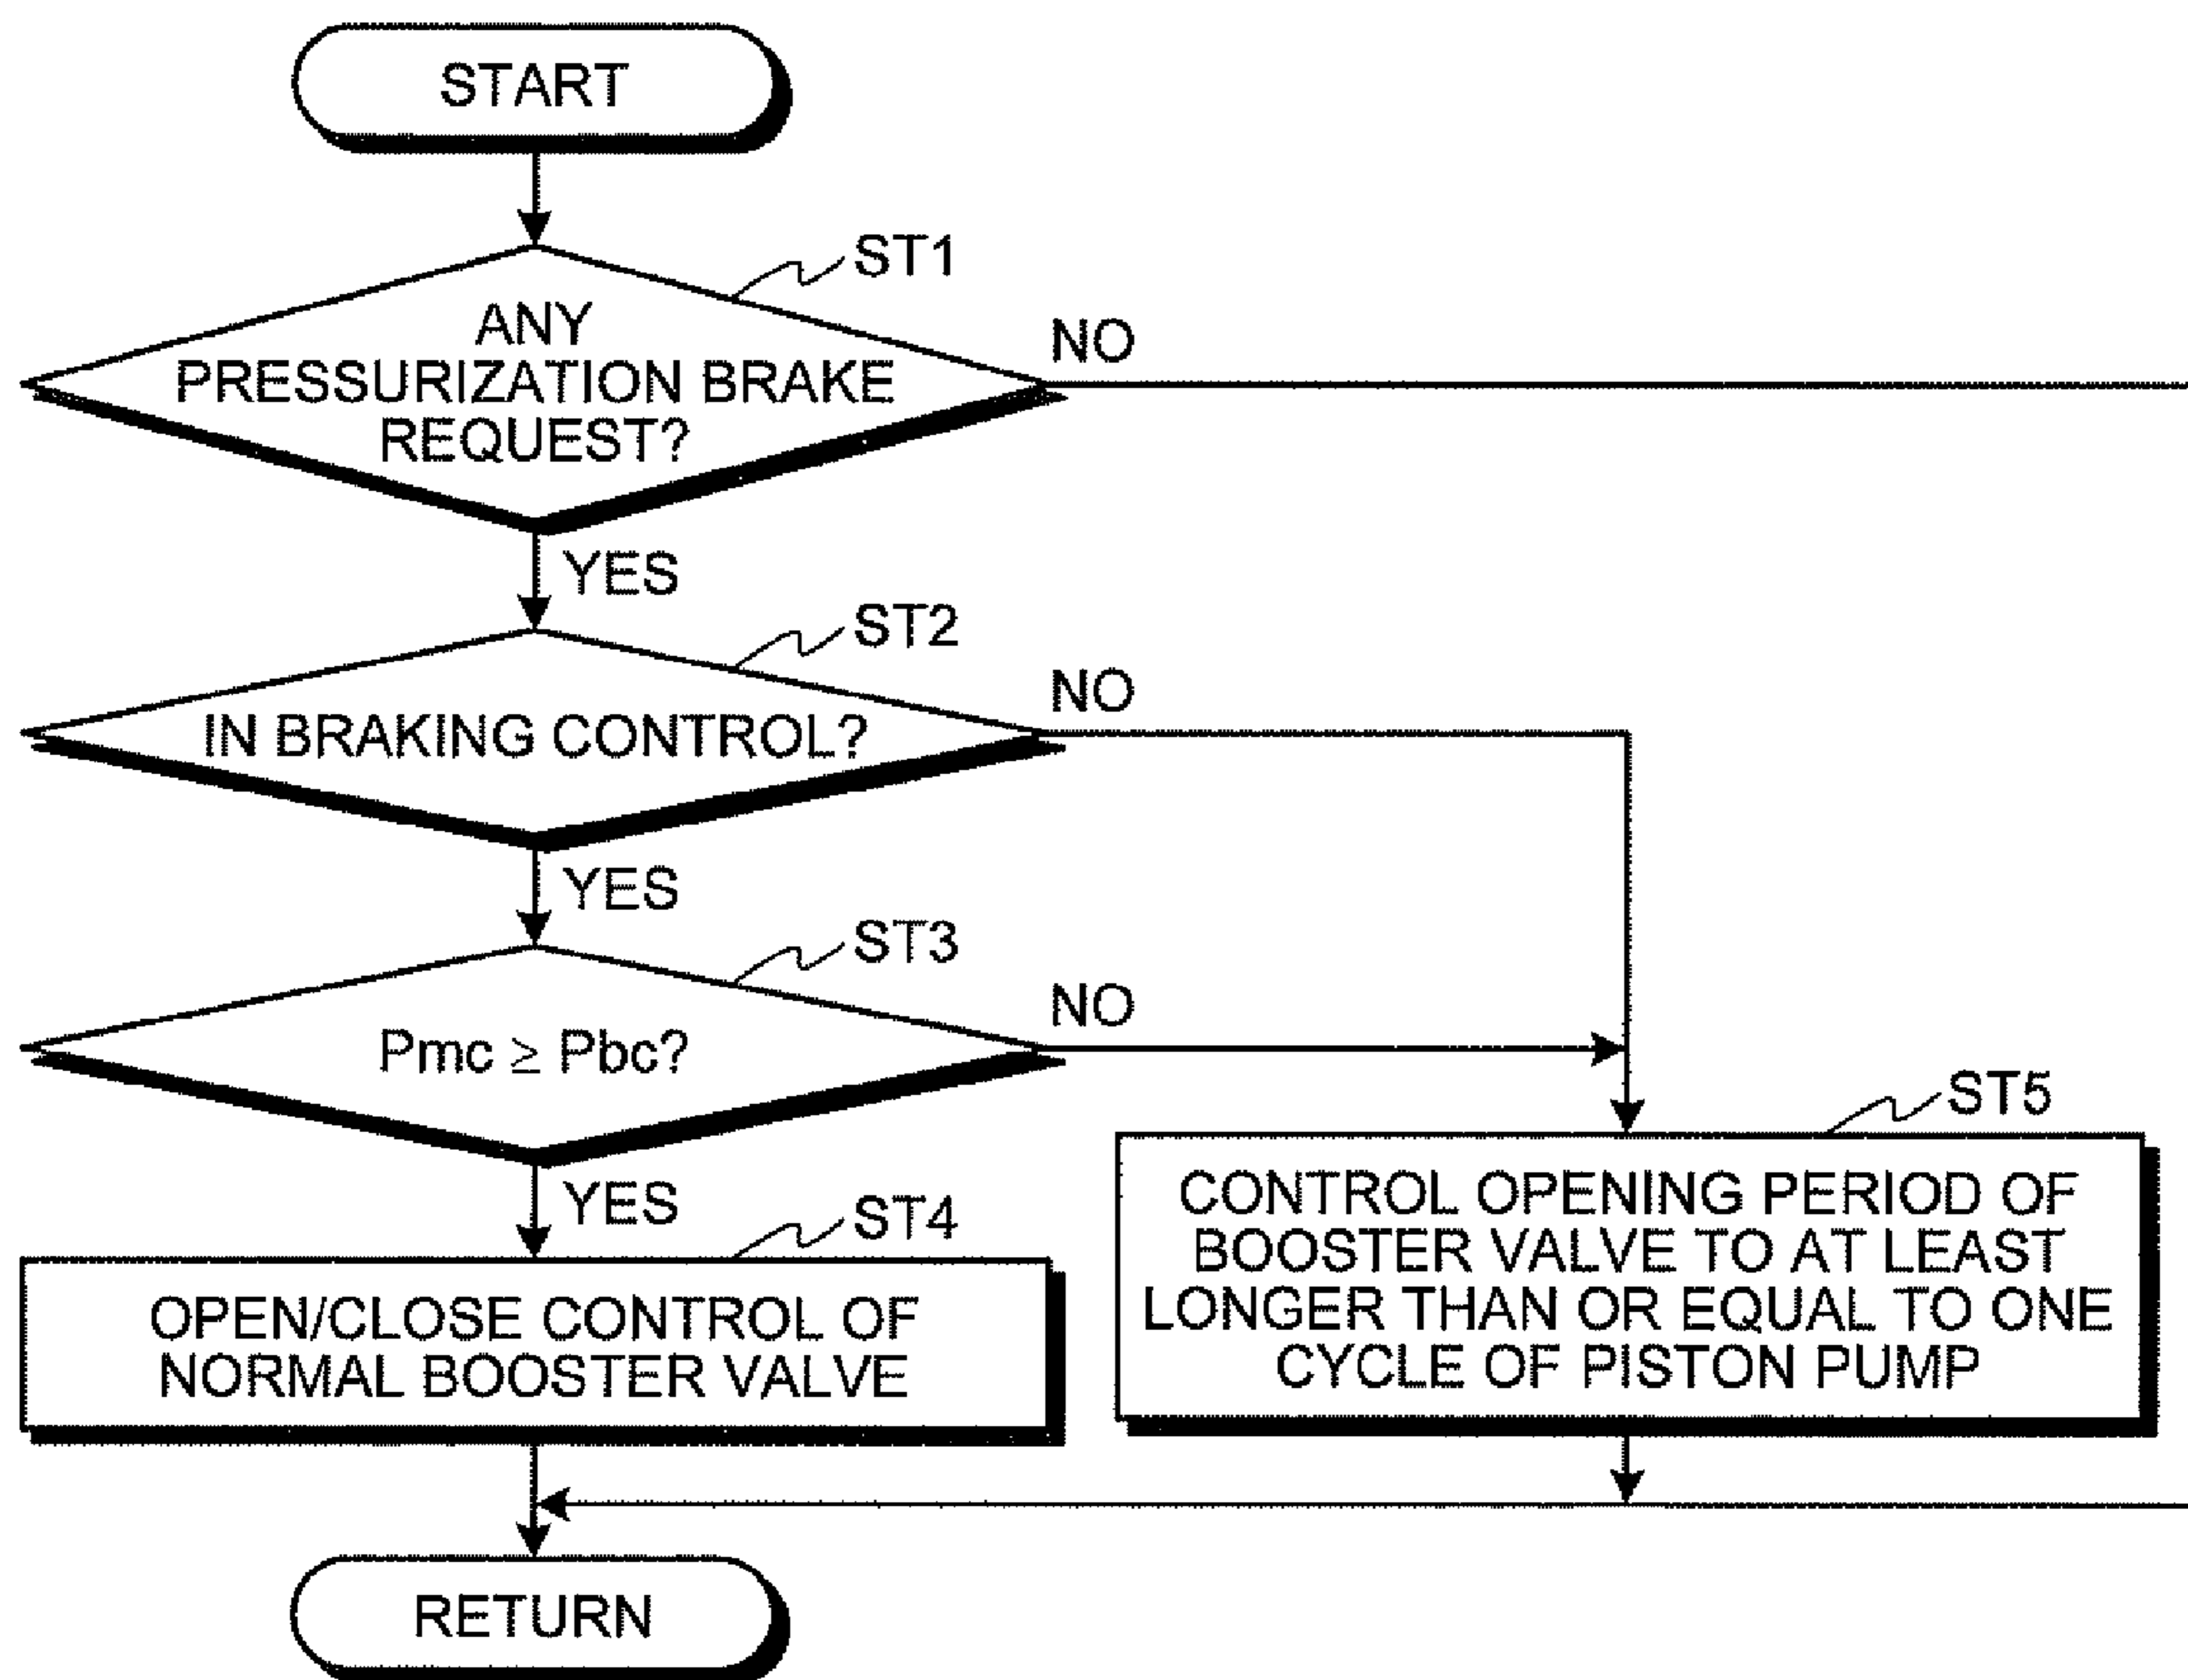 START
ST1
ANY
PRESSURIZATION BRAKE
REQUEST?
NO
YES
ST2
IN BRAKING CONTROL?
NO
YES
ST3
Pmc ≥ Pbc?
NO
YES
ST4
OPEN/CLOSE CONTROL OF
NORMAL BOOSTER VALVE
ST5
CONTROL OPENING PERIOD OF
BOOSTER VALVE TO AT LEAST
LONGER THAN OR EQUAL TO ONE
CYCLE OF PISTON PUMP
RETURN